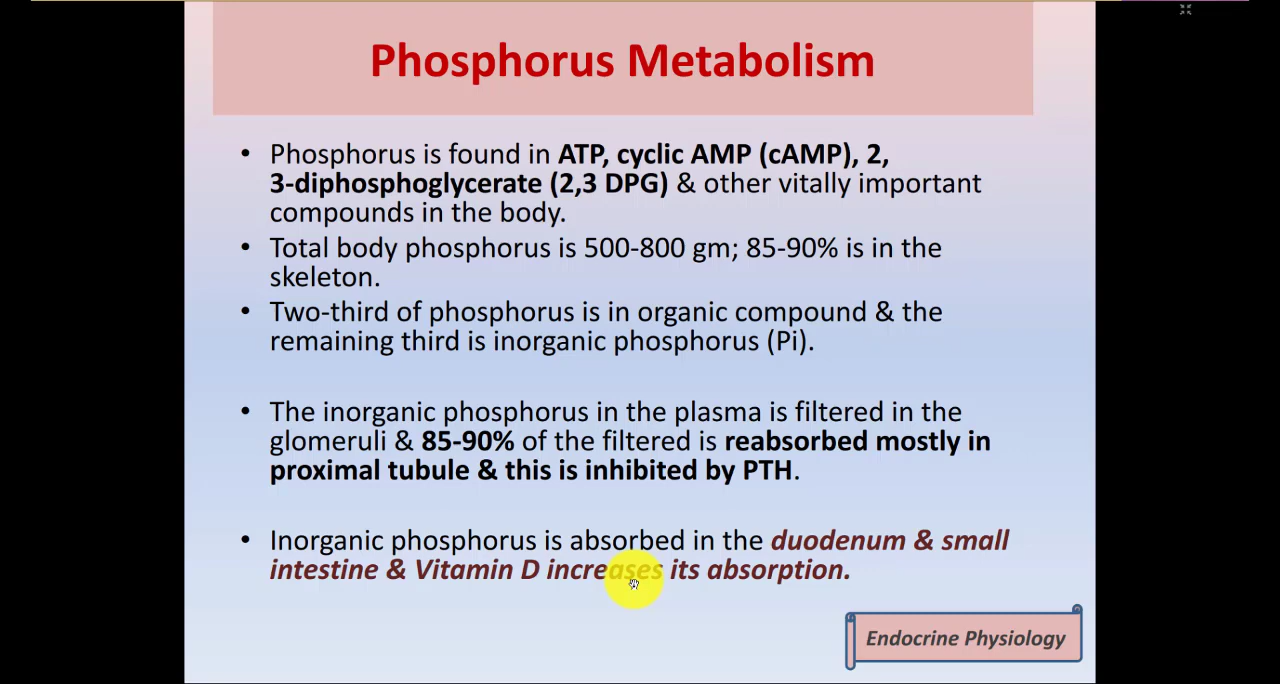 Phosphorus Metabolism
• Phosphorus is found in ATP, cyclic AMP (cAMP), 2,
3-diphosphoglycerate (2,3 DPG) & other vitally important
compounds in the body.
• Total body phosphorus is 500-800 gm; 85-90% is in the
skeleton.
• Two-third of phosphorus is in organic compound & the
remaining third is inorganic phosphorus (Pi).
• The inorganic phosphorus in the plasma is filtered in the
glomeruli & 85-90% of the filtered is reabsorbed mostly in
proximal tubule & this is inhibited by PTH.
• Inorganic phosphorus is absorbed in the duodenum & small
intestine & Vitamin D increases its absorption.
Endocrine Physiology